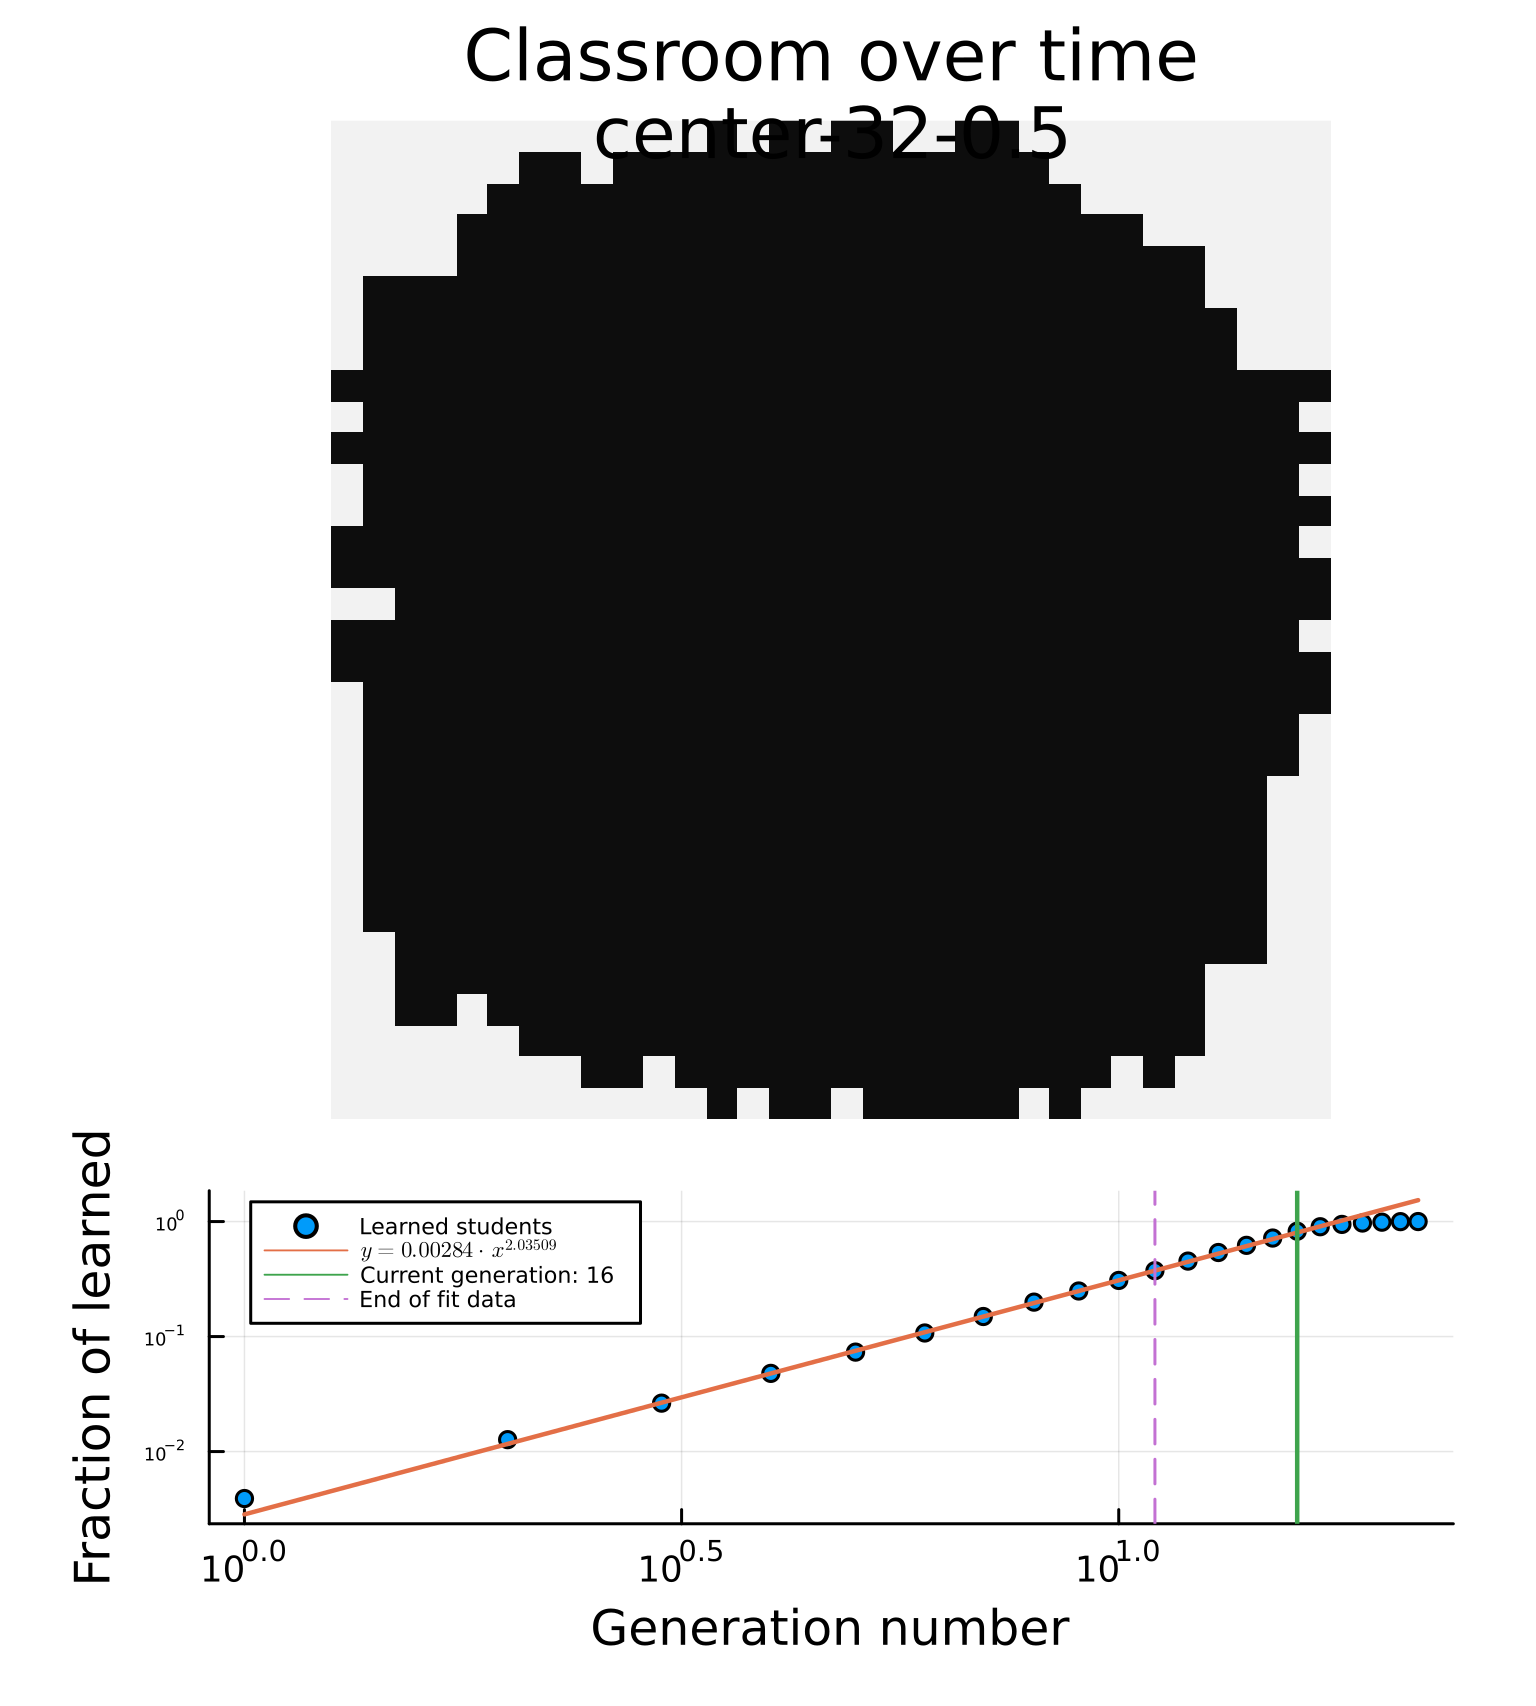 Classroom over time
center-32-0.5
Fraction of learned
10^0
10^−1
10^−2
Learned students
y = 0.00284 · x^2.03509
Current generation: 16
End of fit data
10^0.0 10^0.5 10^1.0
Generation number